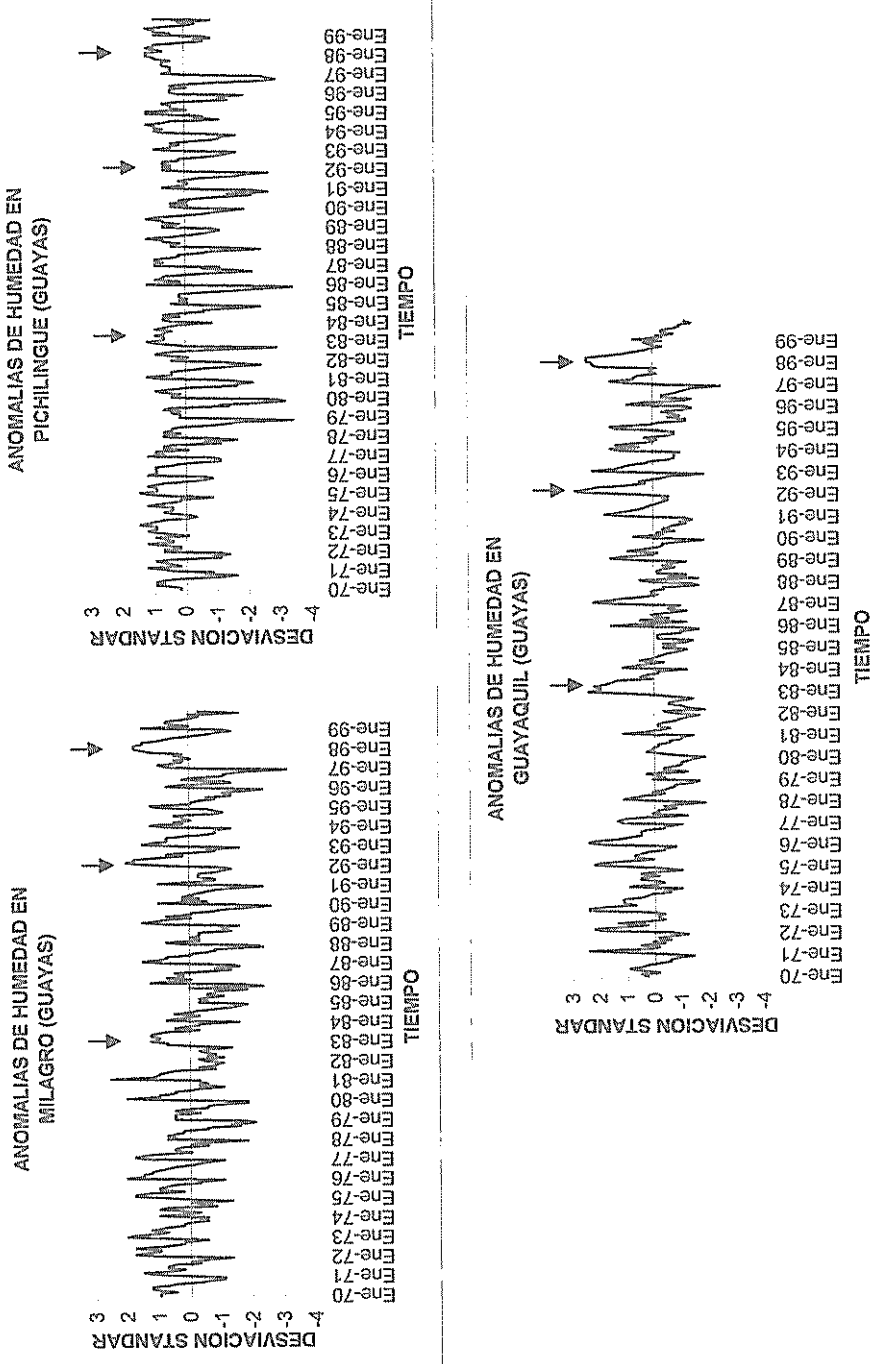 ANOMALIAS DE HUMEDAD EN
MILAGRO (GUAYAS)
DESVIACION STANDAR
3
2
1
0
-1
-2
-3
-4
Ene-70
Ene-71
Ene-72
Ene-73
Ene-74
Ene-75
Ene-76
Ene-77
Ene-78
Ene-79
Ene-80
Ene-81
Ene-82
Ene-83
Ene-84
Ene-85
Ene-86
Ene-87
Ene-88
Ene-89
Ene-90
Ene-91
Ene-92
Ene-93
Ene-94
Ene-95
Ene-96
Ene-97
Ene-98
Ene-99
TIEMPO
ANOMALIAS DE HUMEDAD EN
PICHILINGUE (GUAYAS)
DESVIACION STANDAR
3
2
1
0
-1
-2
-3
-4
Ene-70
Ene-71
Ene-72
Ene-73
Ene-74
Ene-75
Ene-76
Ene-77
Ene-78
Ene-79
Ene-80
Ene-81
Ene-82
Ene-83
Ene-84
Ene-85
Ene-86
Ene-87
Ene-88
Ene-89
Ene-90
Ene-91
Ene-92
Ene-93
Ene-94
Ene-95
Ene-96
Ene-97
Ene-98
Ene-99
TIEMPO
ANOMALIAS DE HUMEDAD EN
GUAYAQUIL (GUAYAS)
DESVIACION STANDAR
3
2
1
0
-1
-2
-3
-4
Ene-70
Ene-71
Ene-72
Ene-73
Ene-74
Ene-75
Ene-76
Ene-77
Ene-78
Ene-79
Ene-80
Ene-81
Ene-82
Ene-83
Ene-84
Ene-85
Ene-86
Ene-87
Ene-88
Ene-89
Ene-90
Ene-91
Ene-92
Ene-93
Ene-94
Ene-95
Ene-96
Ene-97
Ene-98
Ene-99
TIEMPO